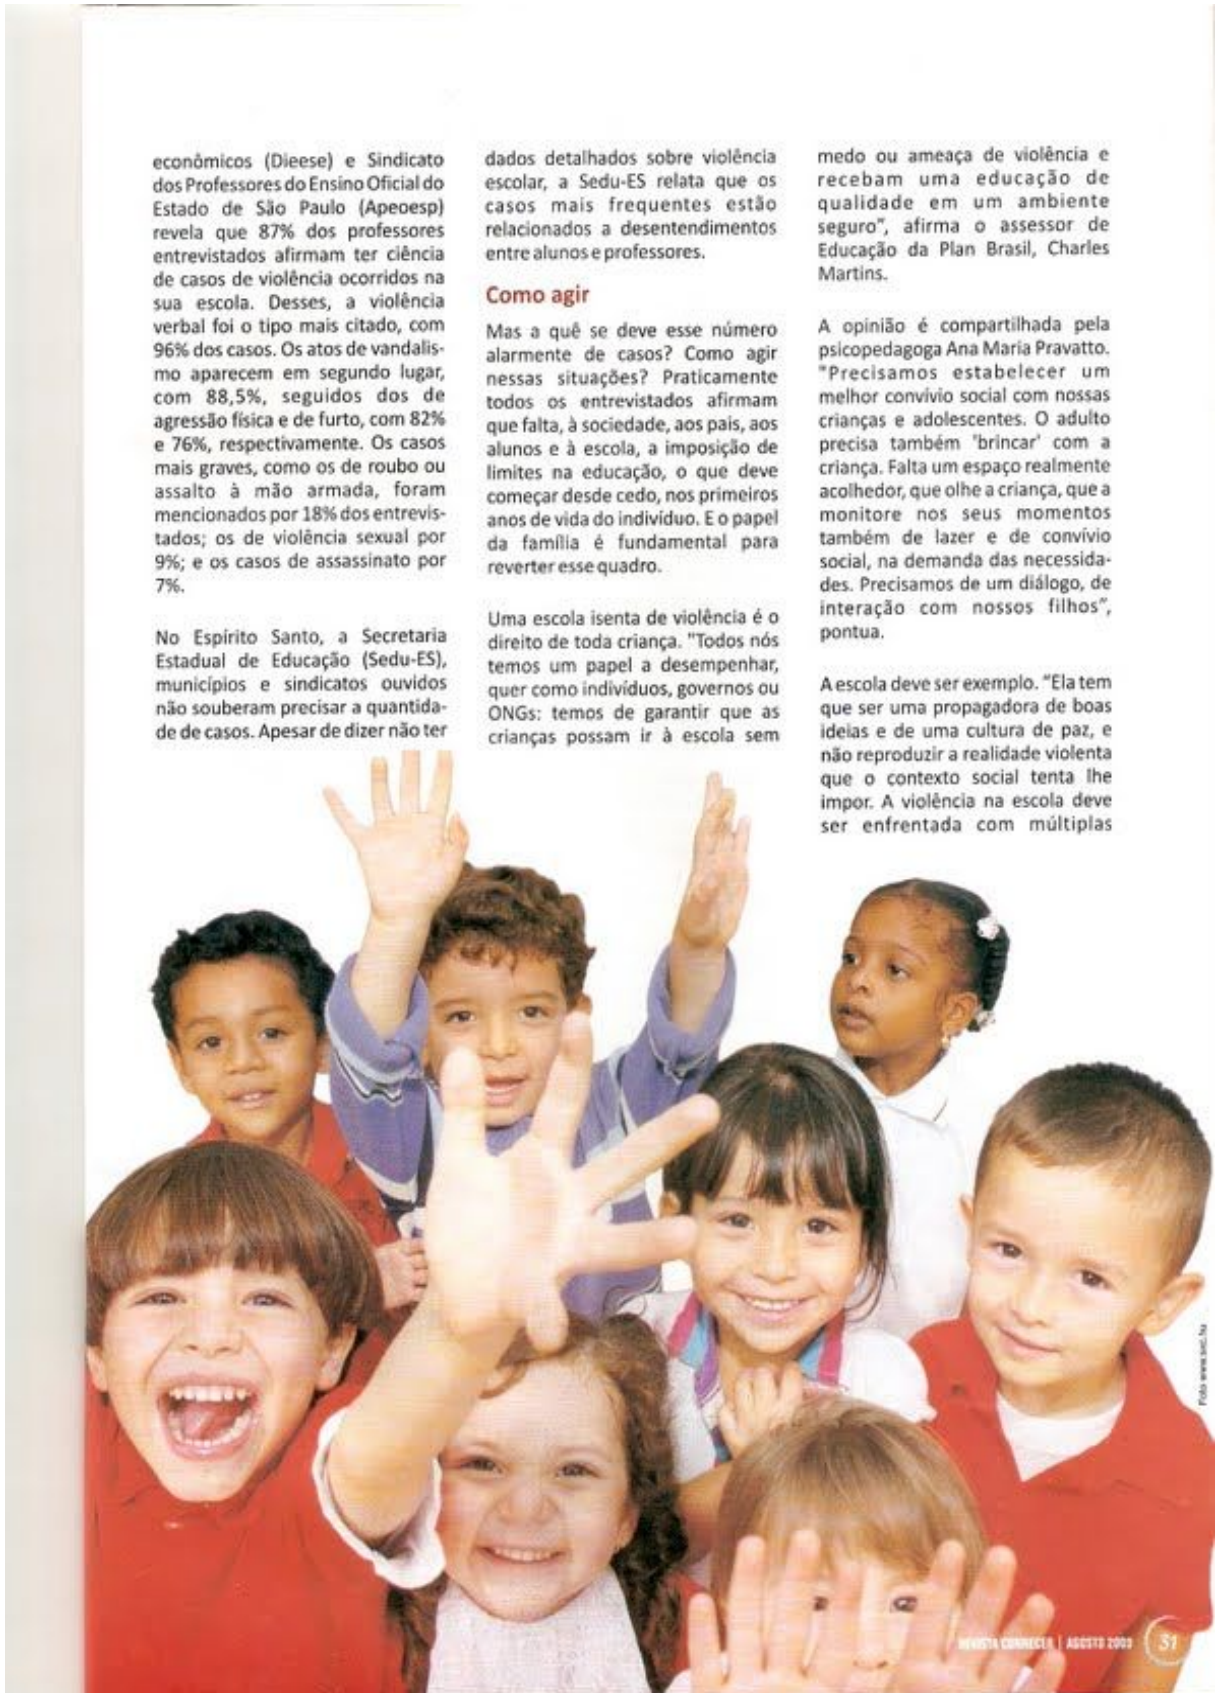 econômicos (Dieese) e Sindicato
dos Professores do Ensino Oficial do
Estado de São Paulo (Apeoesp)
revela que 87% dos professores
entrevistados afirmam ter ciência
de casos de violência ocorridos na
sua escola. Desses, a violência
verbal foi o tipo mais citado, com
96% dos casos. Os atos de vandalis-
mo aparecem em segundo lugar,
com 88,5%, seguidos dos de
agressão física e de furto, com 82%
e 76%, respectivamente. Os casos
mais graves, como os de roubo ou
assalto à mão armada, foram
mencionados por 18% dos entrevis-
tados; os de violência sexual por
9%; e os casos de assassinato por
7%.
No Espírito Santo, a Secretaria
Estadual de Educação (Sedu-ES),
municípios e sindicatos ouvidos
não souberam precisar a quantida-
de de casos. Apesar de dizer não ter
dados detalhados sobre violência
escolar, a Sedu-ES relata que os
casos mais frequentes estão
relacionados a desentendimentos
entre alunos e professores.
Como agir
Mas a quê se deve esse número
alarmente de casos? Como agir
nessas situações? Praticamente
todos os entrevistados afirmam
que falta, à sociedade, aos pais, aos
alunos e à escola, a imposição de
limites na educação, o que deve
começar desde cedo, nos primeiros
anos de vida do indivíduo. E o papel
da família é fundamental para
reverter esse quadro.
Uma escola isenta de violência é o
direito de toda criança. "Todos nós
temos um papel a desempenhar,
quer como indivíduos, governos ou
ONGs: temos de garantir que as
crianças possam ir à escola sem
medo ou ameaça de violência e
recebam uma educação de
qualidade em um ambiente
seguro", afirma o assessor de
Educação da Plan Brasil, Charles
Martins.
A opinião é compartilhada pela
psicopedagoga Ana Maria Pravatto.
"Precisamos estabelecer um
melhor convívio social com nossas
crianças e adolescentes. O adulto
precisa também 'brincar' com a
criança. Falta um espaço realmente
acolhedor, que olhe a criança, que a
monitore nos seus momentos
também de lazer e de convívio
social, na demanda das necessida-
des. Precisamos de um diálogo, de
interação com nossos filhos",
pontua.
A escola deve ser exemplo. "Ela tem
que ser uma propagadora de boas
ideias e de uma cultura de paz, e
não reproduzir a realidade violenta
que o contexto social tenta lhe
impor. A violência na escola deve
ser enfrentada com múltiplas
Foto www.sxc.hu
REVISTA CONHECER | AGOSTO 2009 31